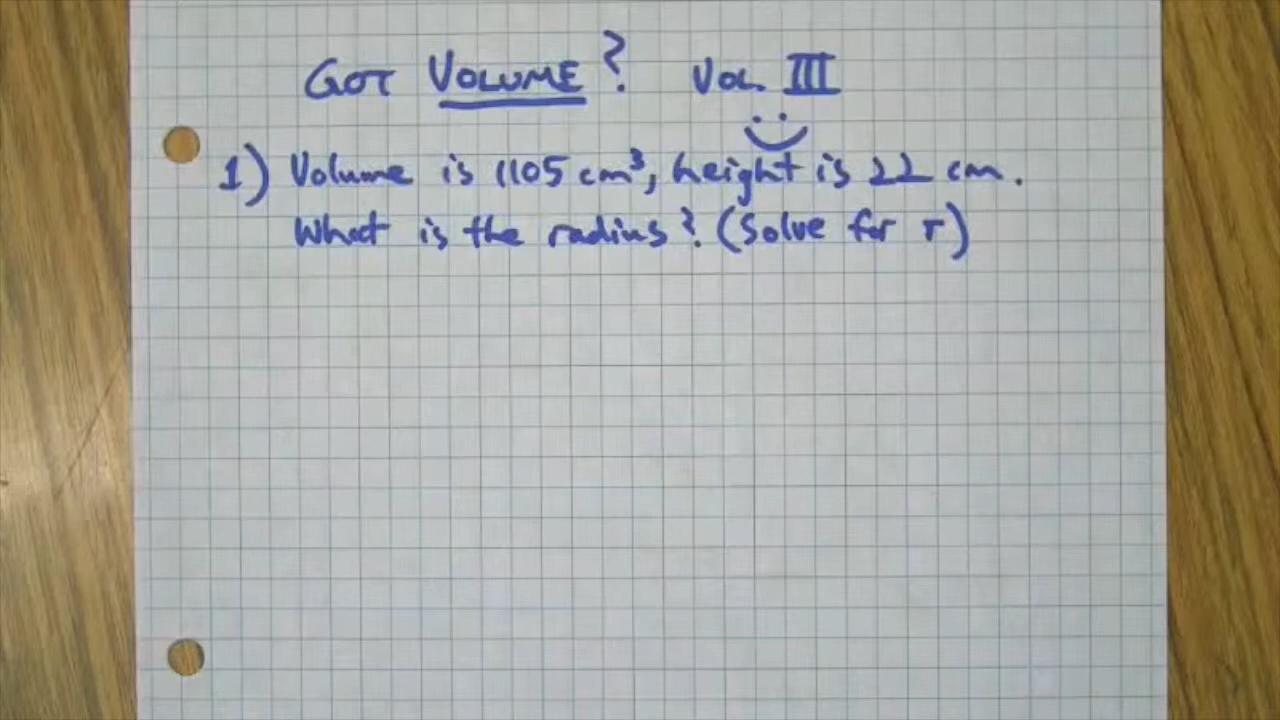 GOT VOLUME? VOL. III
1) Volume is 1105 cm³, height is 22 cm.
What is the radius? (Solve for r)